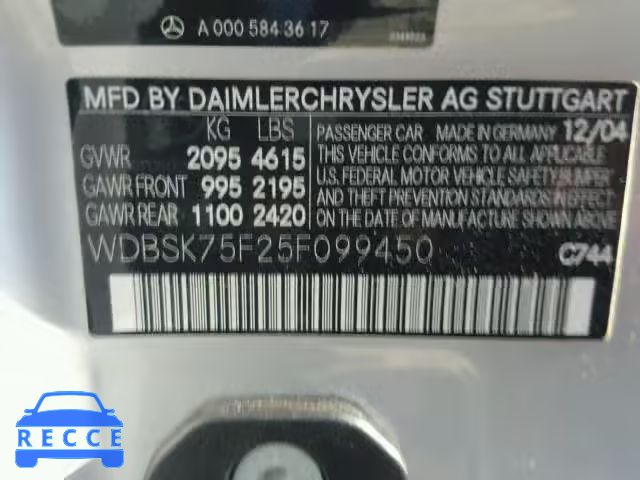 A 000 584 36 17
MFD BY DAIMLERCHRYSLER AG STUTTGART
KG LBS
GVWR 2095 4615
GAWR FRONT 995 2195
GAWR REAR 1100 2420
PASSENGER CAR MADE IN GERMANY 12/04
THIS VEHICLE CONFORMS TO ALL APPLICABLE
U.S. FEDERAL MOTOR VEHICLE SAFETY, BUMPER
AND THEFT PREVENTION STANDARDS IN EFFECT
ON THE DATE OF MANUFACTURE SHOWN ABOVE.
WDBSK75F25F099450 C744
RECCE